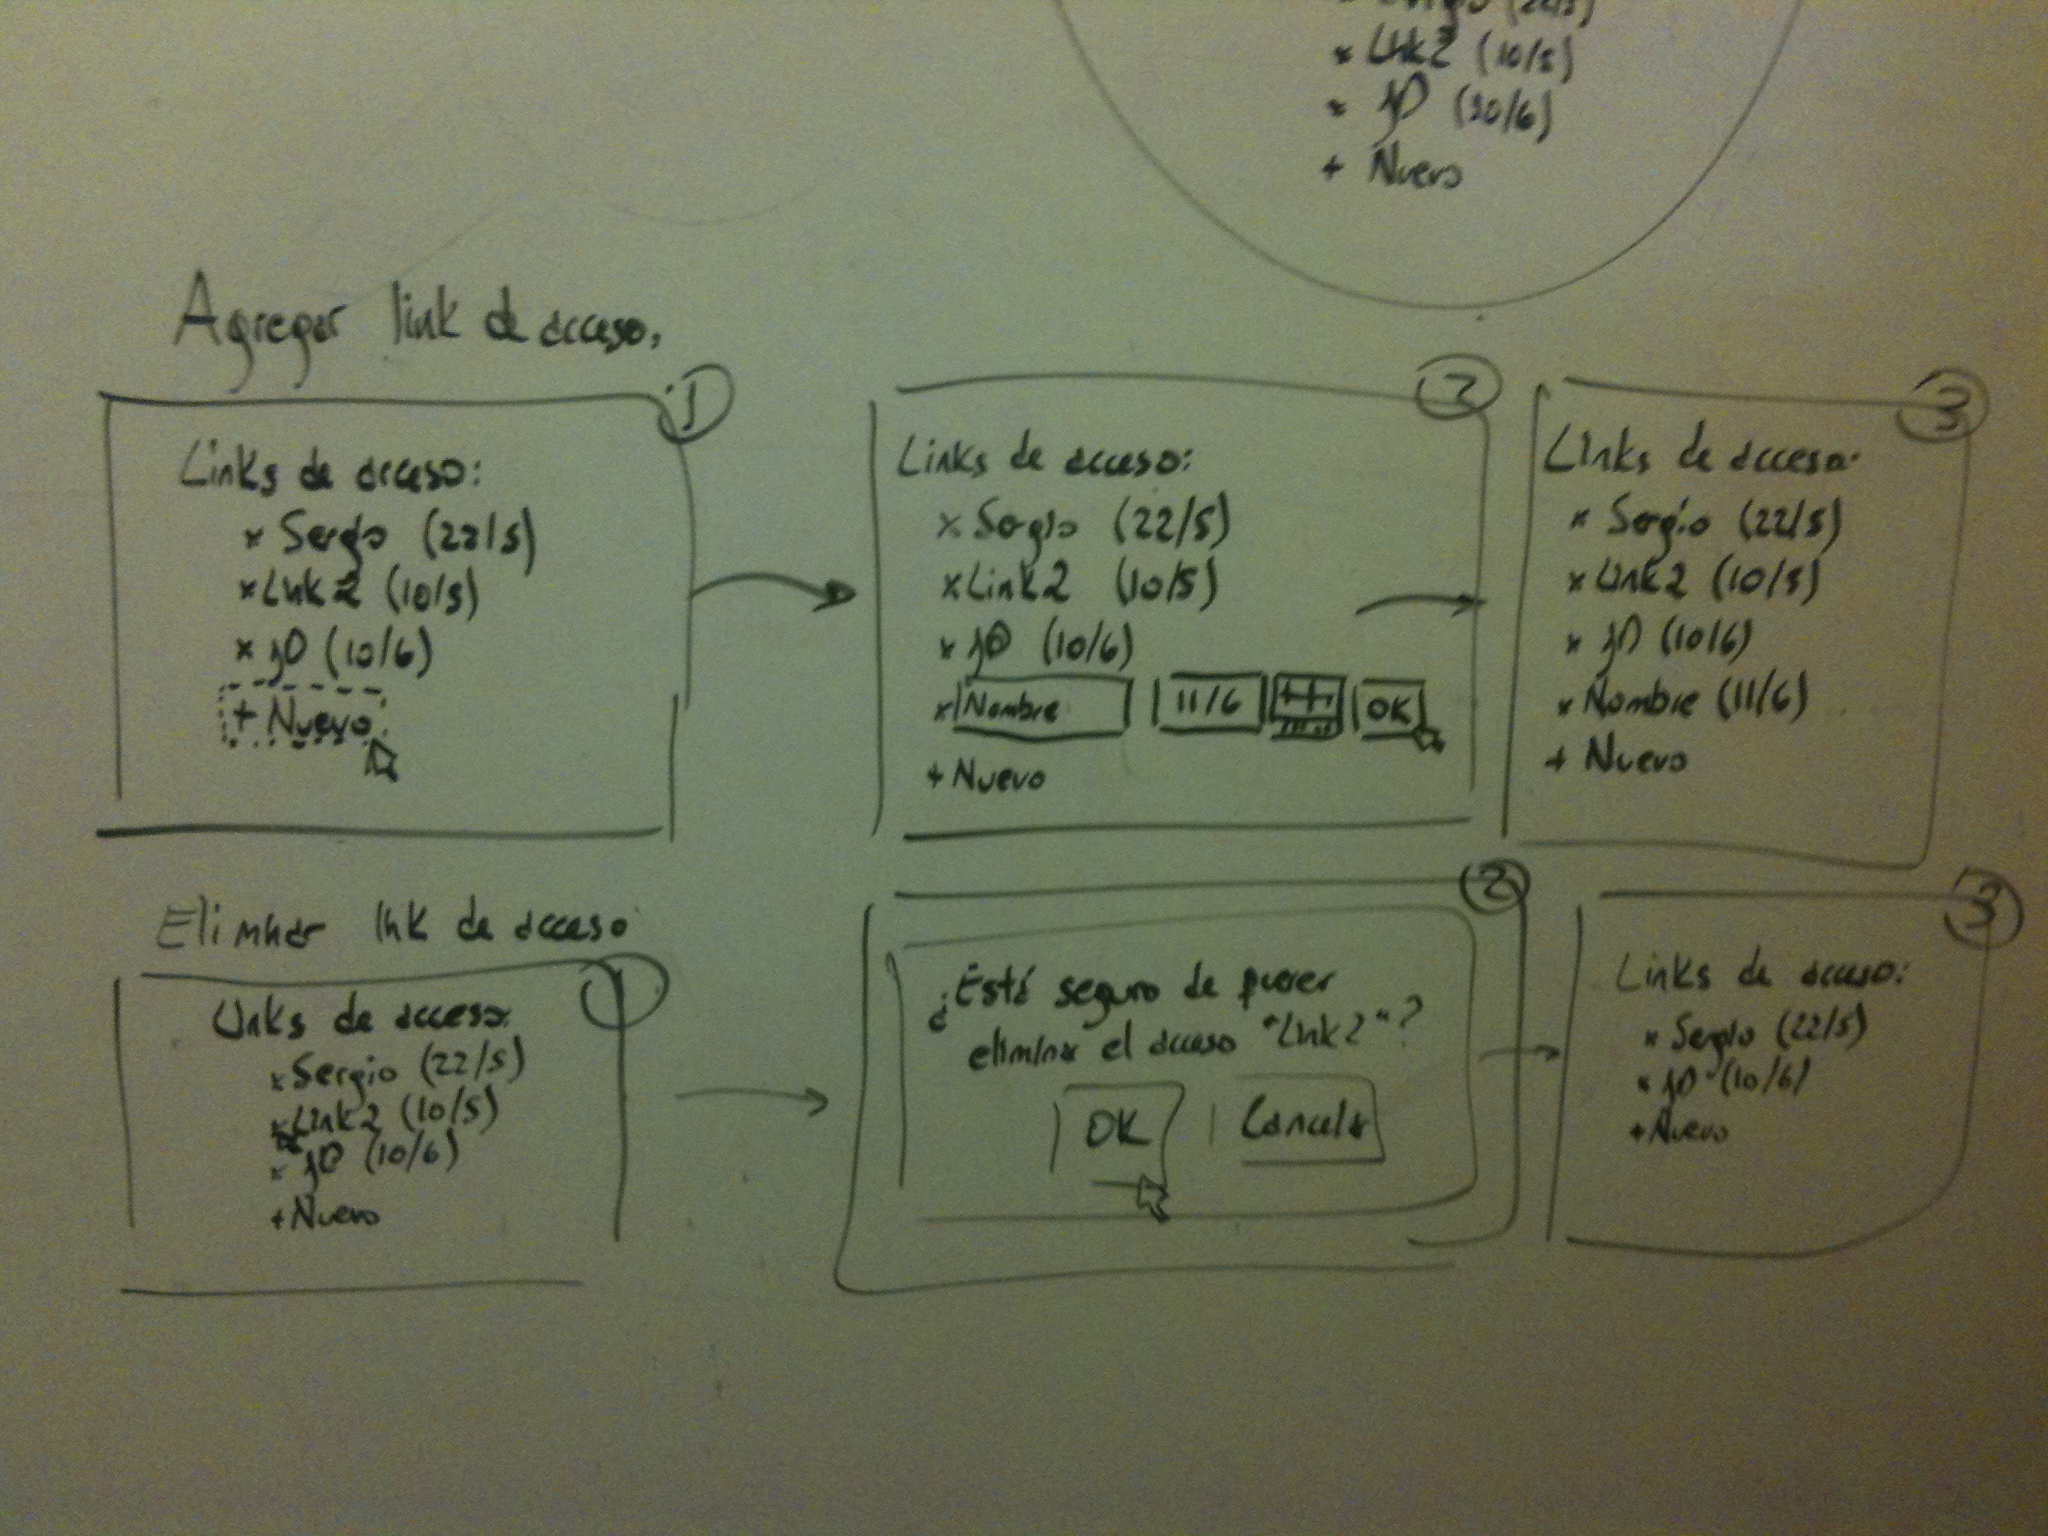 Sergio (22/5)
x Link2 (10/5)
x JD (10/6)
+ Nuevo
Agregar link de acceso.
1
Links de acceso:
x Sergio (22/5)
x Link2 (10/5)
x JD (10/6)
+ Nuevo
2
Links de acceso:
x Sergio (22/5)
x Link2 (10/5)
x JD (10/6)
x Nombre 11/6 OK
+ Nuevo
3
Links de acceso:
x Sergio (22/5)
x Link2 (10/5)
x JD (10/6)
x Nombre (11/6)
+ Nuevo
Eliminar link de acceso
1
Links de acceso:
x Sergio (22/5)
x Link2 (10/5)
x JD (10/6)
+ Nuevo
2
¿Está seguro de querer
eliminar el acceso "Link2"?
OK Cancelar
3
Links de acceso:
x Sergio (22/5)
x JD (10/6)
+ Nuevo